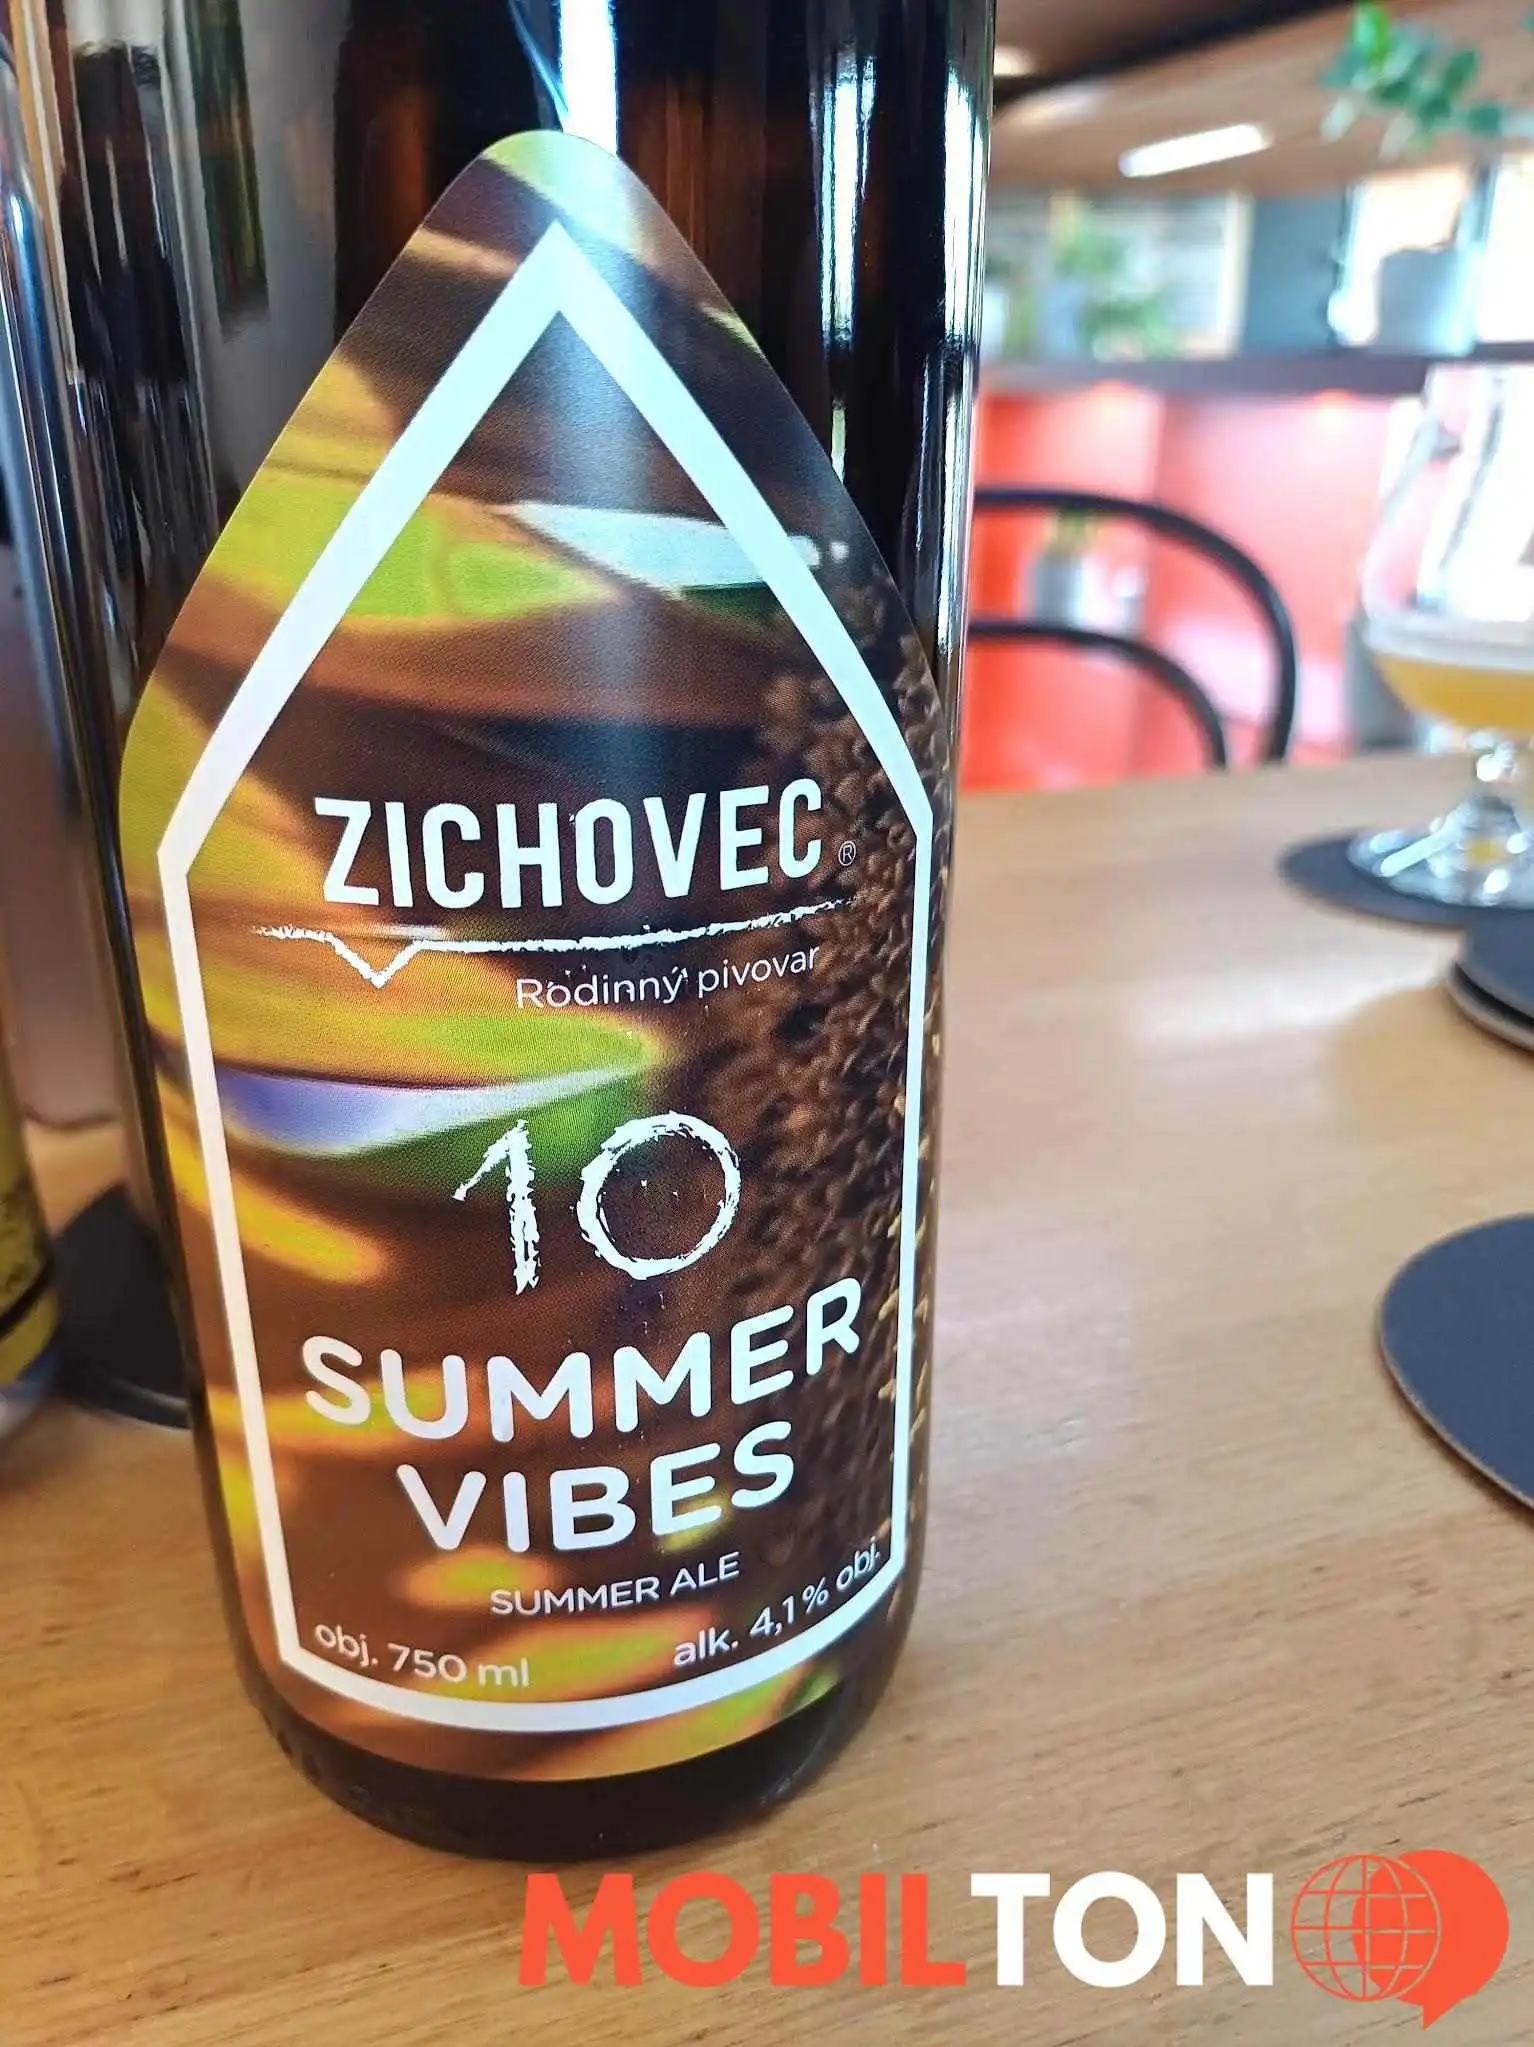 ZICHOVEC®
Rodinný pivovar
10
SUMMER
VIBES
SUMMER ALE
obj. 750 ml
alk. 4,1 % obj.
MOBILTON